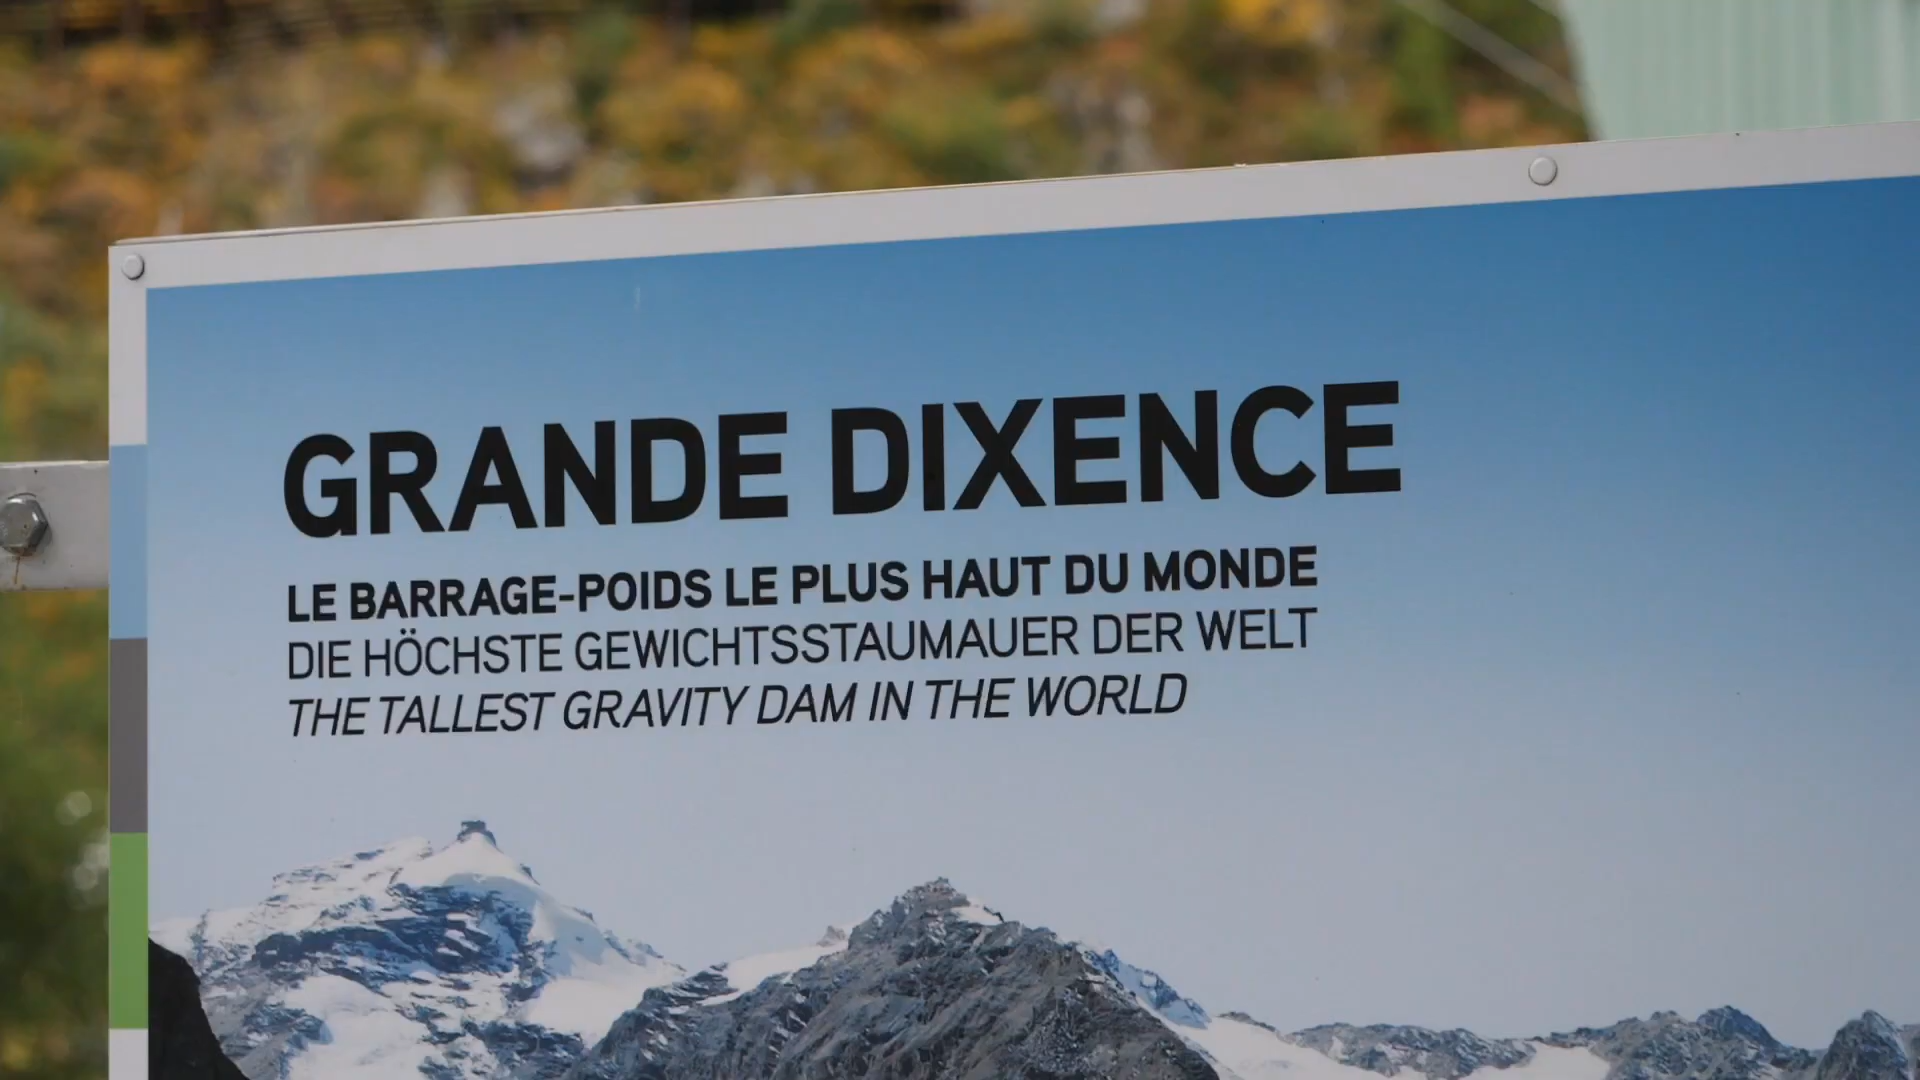 GRANDE DIXENCE
LE BARRAGE-POIDS LE PLUS HAUT DU MONDE
DIE HÖCHSTE GEWICHTSSTAUMAUER DER WELT
THE TALLEST GRAVITY DAM IN THE WORLD